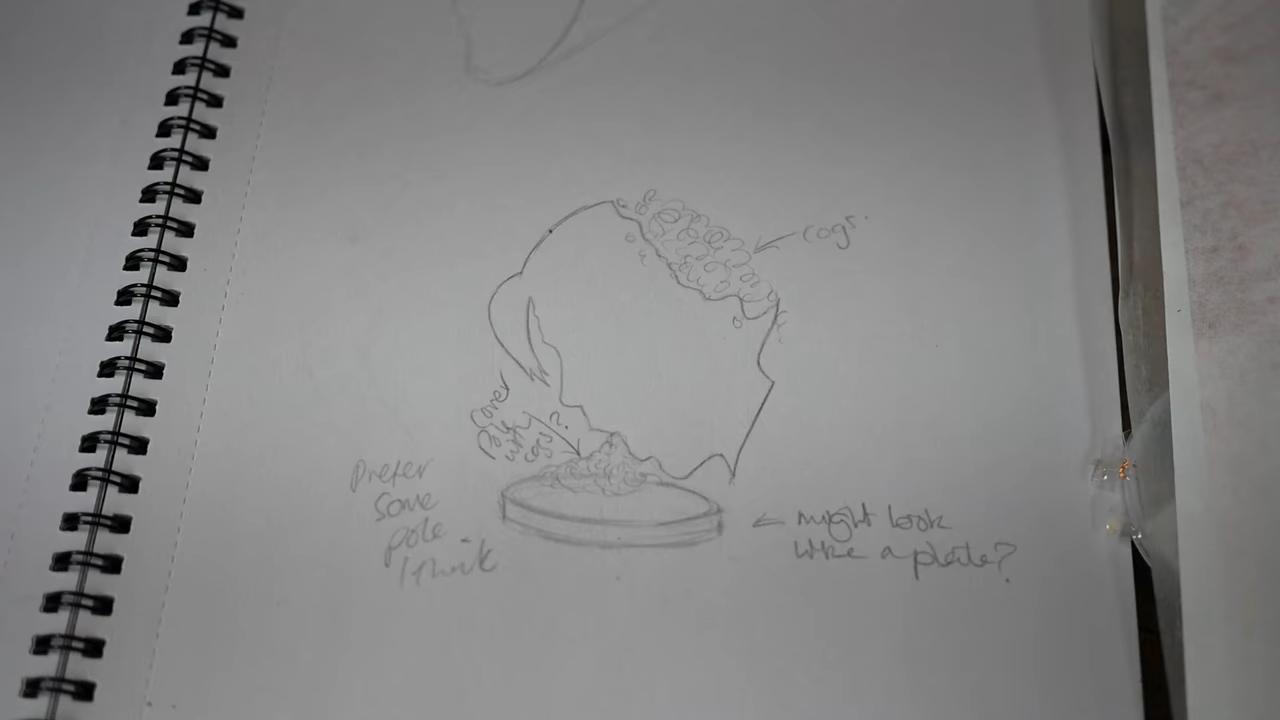 cogs.
Cover
Pole
with
cogs?
Prefer
some
pole
I think
might look
like a plate?